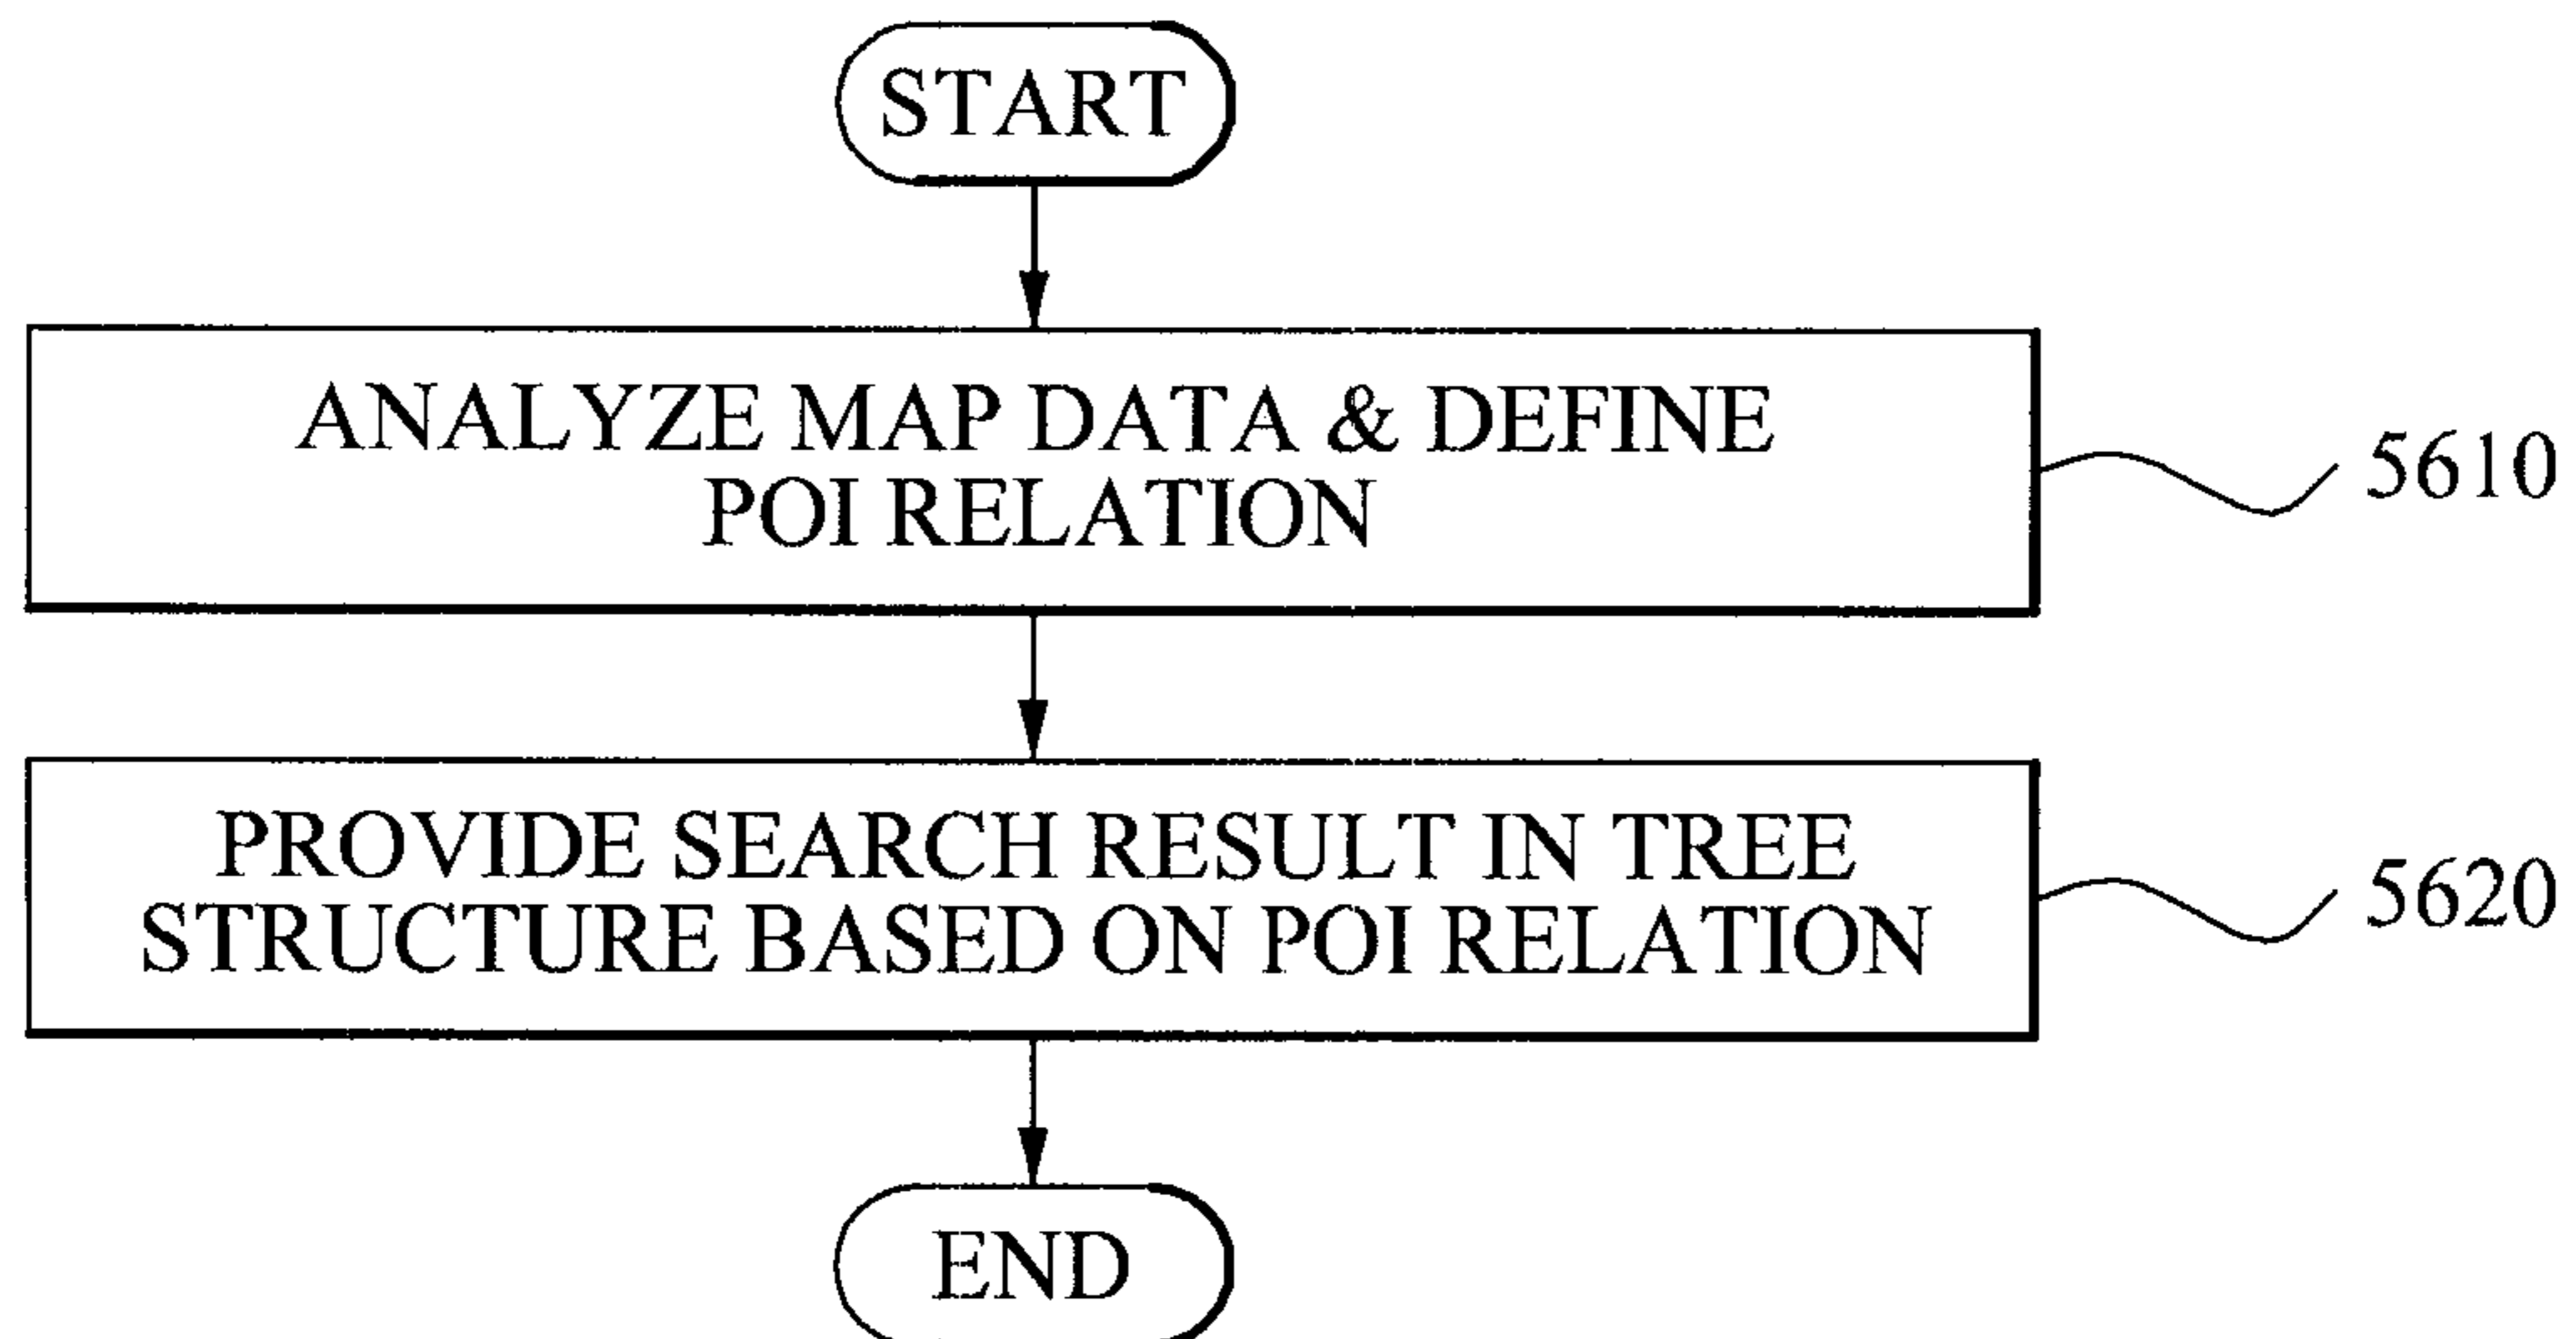 START
ANALYZE MAP DATA & DEFINE
POI RELATION
5610
PROVIDE SEARCH RESULT IN TREE
STRUCTURE BASED ON POI RELATION
5620
END